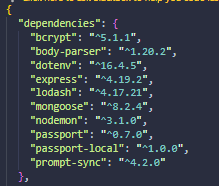 {
"dependencies": {
"bcrypt": "^5.1.1",
"body-parser": "^1.20.2",
"dotenv": "^16.4.5",
"express": "^4.19.2",
"lodash": "^4.17.21",
"mongoose": "^8.2.4",
"nodemon": "^3.1.0",
"passport": "^0.7.0",
"passport-local": "^1.0.0",
"prompt-sync": "^4.2.0"
},